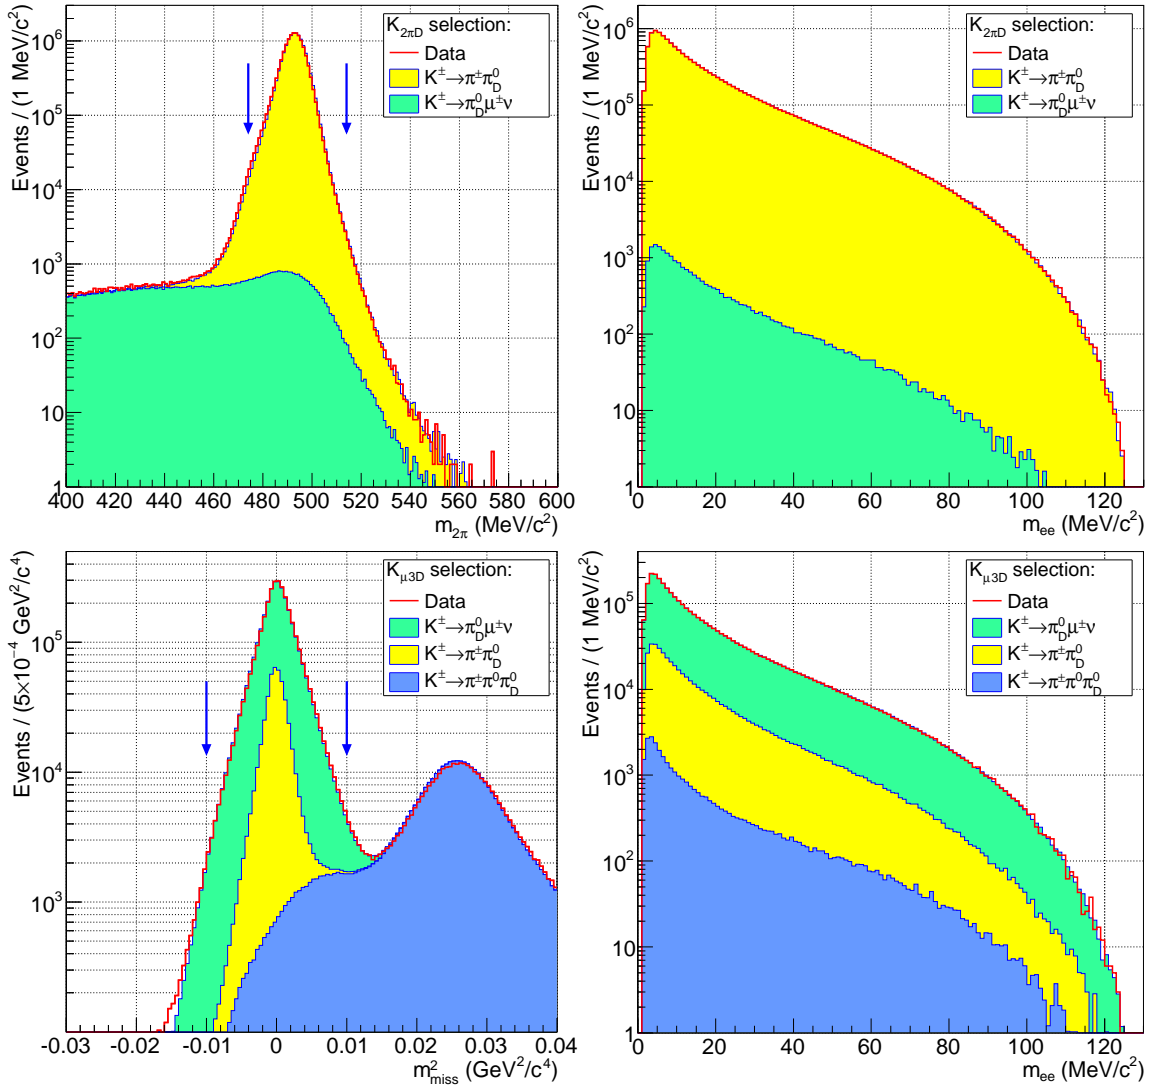 K₂πD selection:
Data
K±→π±π⁰D
K±→π⁰Dμ±ν
Events / (1 MeV/c²)
10⁶
10⁵
10⁴
10³
10²
10
1
400 420 440 460 480 500 520 540 560 580 600
m₂π (MeV/c²)
K₂πD selection:
Data
K±→π±π⁰D
K±→π⁰Dμ±ν
Events / (1 MeV/c²)
10⁶
10⁵
10⁴
10³
10²
10
1
0 20 40 60 80 100 120
mee (MeV/c²)
Kμ3D selection:
Data
K±→π⁰Dμ±ν
K±→π±π⁰D
K±→π±π⁰π⁰D
Events / (5×10⁻⁴ GeV²/c⁴)
10⁵
10⁴
10³
-0.03 -0.02 -0.01 0 0.01 0.02 0.03 0.04
m²miss (GeV²/c⁴)
Kμ3D selection:
Data
K±→π⁰Dμ±ν
K±→π±π⁰D
K±→π±π⁰π⁰D
Events / (1 MeV/c²)
10⁵
10⁴
10³
10²
10
1
0 20 40 60 80 100 120
mee (MeV/c²)